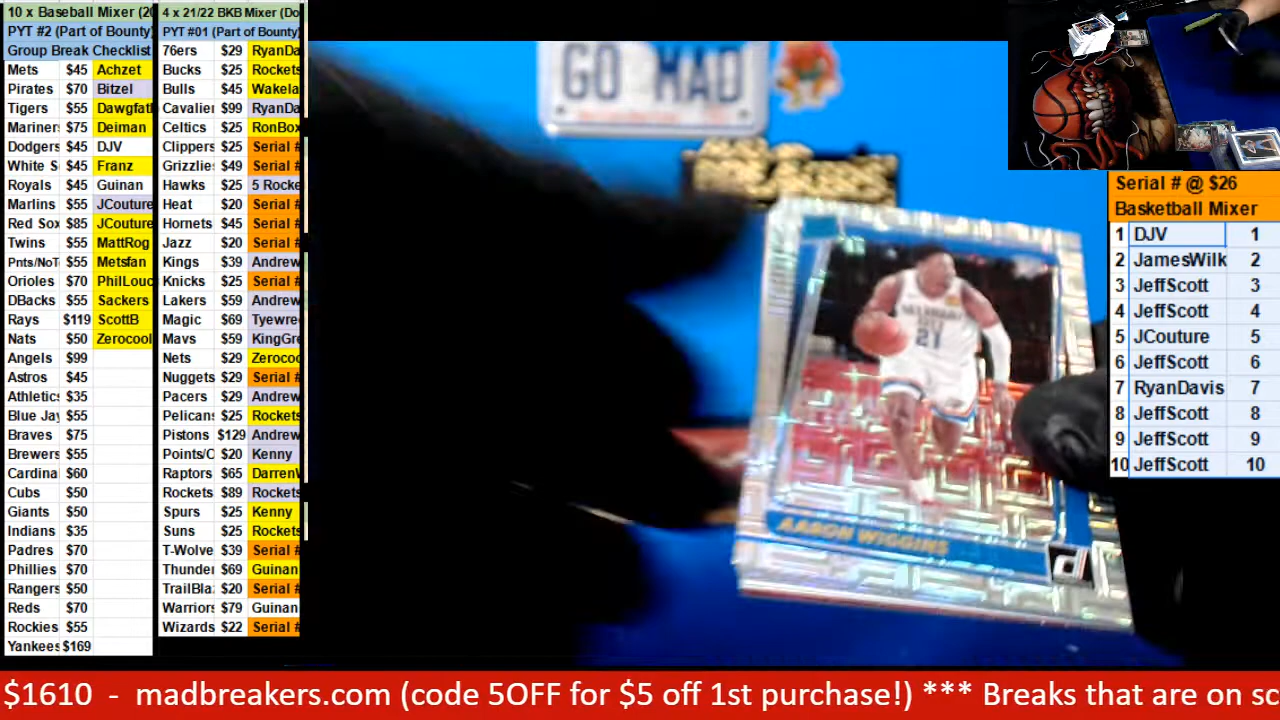 10 x Baseball Mixer (20
PYT #2 (Part of Bounty)
Group Break Checklist
Mets $45 Achzet
Pirates $70 Bitzel
Tigers $55 Dawgfath
Mariner $75 Deiman
Dodgers $45 DJV
White S $45 Franz
Royals $45 Guinan
Marlins $55 JCouture
Red Sox $85 JCouture
Twins $55 MattRog
Pnts/NoT $55 Metsfan
Orioles $70 PhilLouc
DBacks $55 Sackers
Rays $119 ScottB
Nats $50 Zerocool
Angels $99
Astros $45
Athletics $35
Blue Jay $55
Braves $75
Brewers $55
Cardina $60
Cubs $50
Giants $50
Indians $35
Padres $70
Phillies $70
Rangers $50
Reds $70
Rockies $55
Yankees $169
4 x 21/22 BKB Mixer (Do
PYT #01 (Part of Bounty)
76ers $29 RyanDa
Bucks $25 Rockets
Bulls $45 Wakela
Cavalier $99 RyanDa
Celtics $25 RonBox
Clippers $25 Serial #
Grizzlie $49 Serial #
Hawks $25 5 Rocke
Heat $20 Serial #
Hornets $45 Serial #
Jazz $20 Serial #
Kings $39 Andrew
Knicks $25 Serial #
Lakers $59 Andrew
Magic $69 Tyewre
Mavs $59 KingGre
Nets $29 Zerocoo
Nuggets $29 Serial #
Pacers $29 Andrew
Pelican $25 Rockets
Pistons $129 Andrew
Points/C $20 Kenny
Raptors $65 DarrenV
Rockets $89 Rockets
Spurs $25 Kenny
Suns $25 Rockets
T-Wolve $39 Serial #
Thunde $69 Guinan
TrailBla $20 Serial #
Warriors $79 Guinan
Wizards $22 Serial #
GO MAD
21
AARON WIGGINS
Serial # @ $26
Basketball Mixer
1 DJV 1
2 JamesWilk 2
3 JeffScott 3
4 JeffScott 4
5 JCouture 5
6 JeffScott 6
7 RyanDavis 7
8 JeffScott 8
9 JeffScott 9
10 JeffScott 10
$1610 - madbreakers.com (code 5OFF for $5 off 1st purchase!) *** Breaks that are on sc